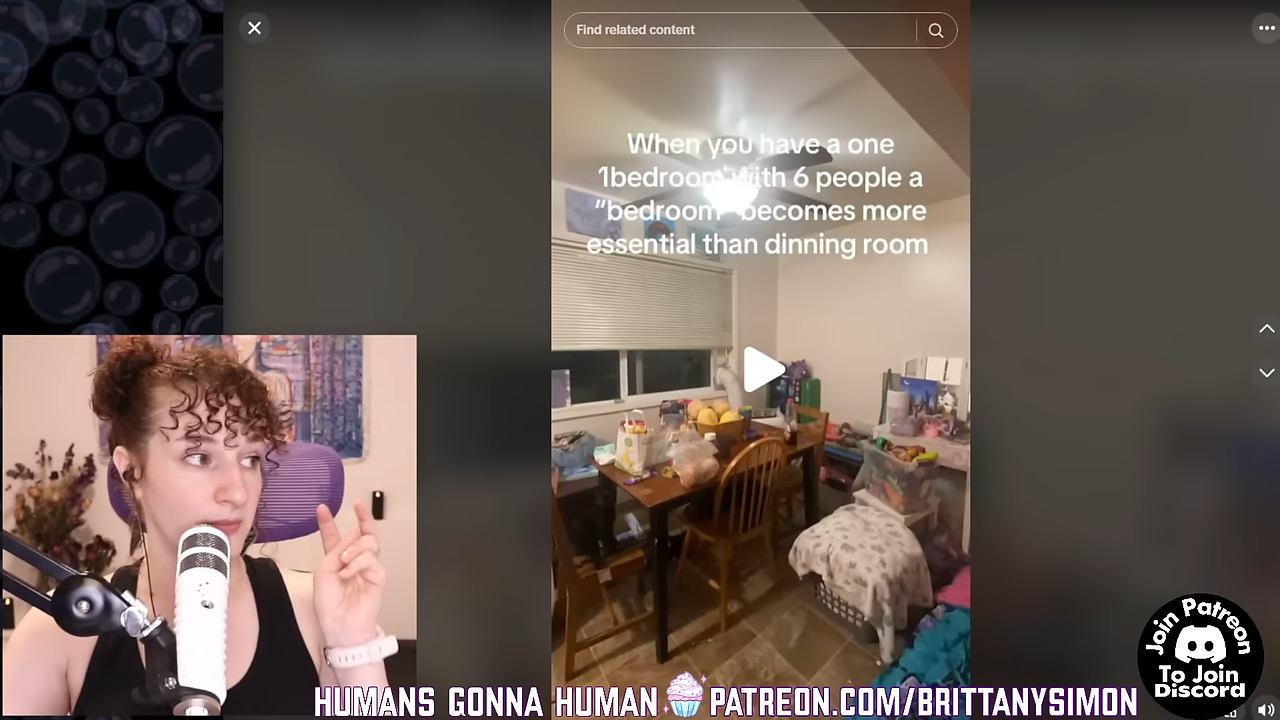 Find related content
When you have a one
1bedroom with 6 people a
“bedroom” becomes more
essential than dinning room
Join Patreon
To Join
Discord
HUMANS GONNA HUMAN PATREON.COM/BRITTANYSIMON